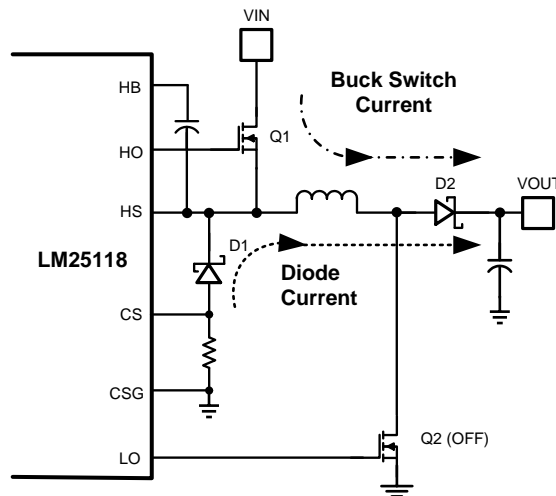 VIN
HB
Buck Switch
Current
HO
Q1
D2
VOUT
HS
LM25118
D1
Diode
Current
CS
CSG
Q2 (OFF)
LO